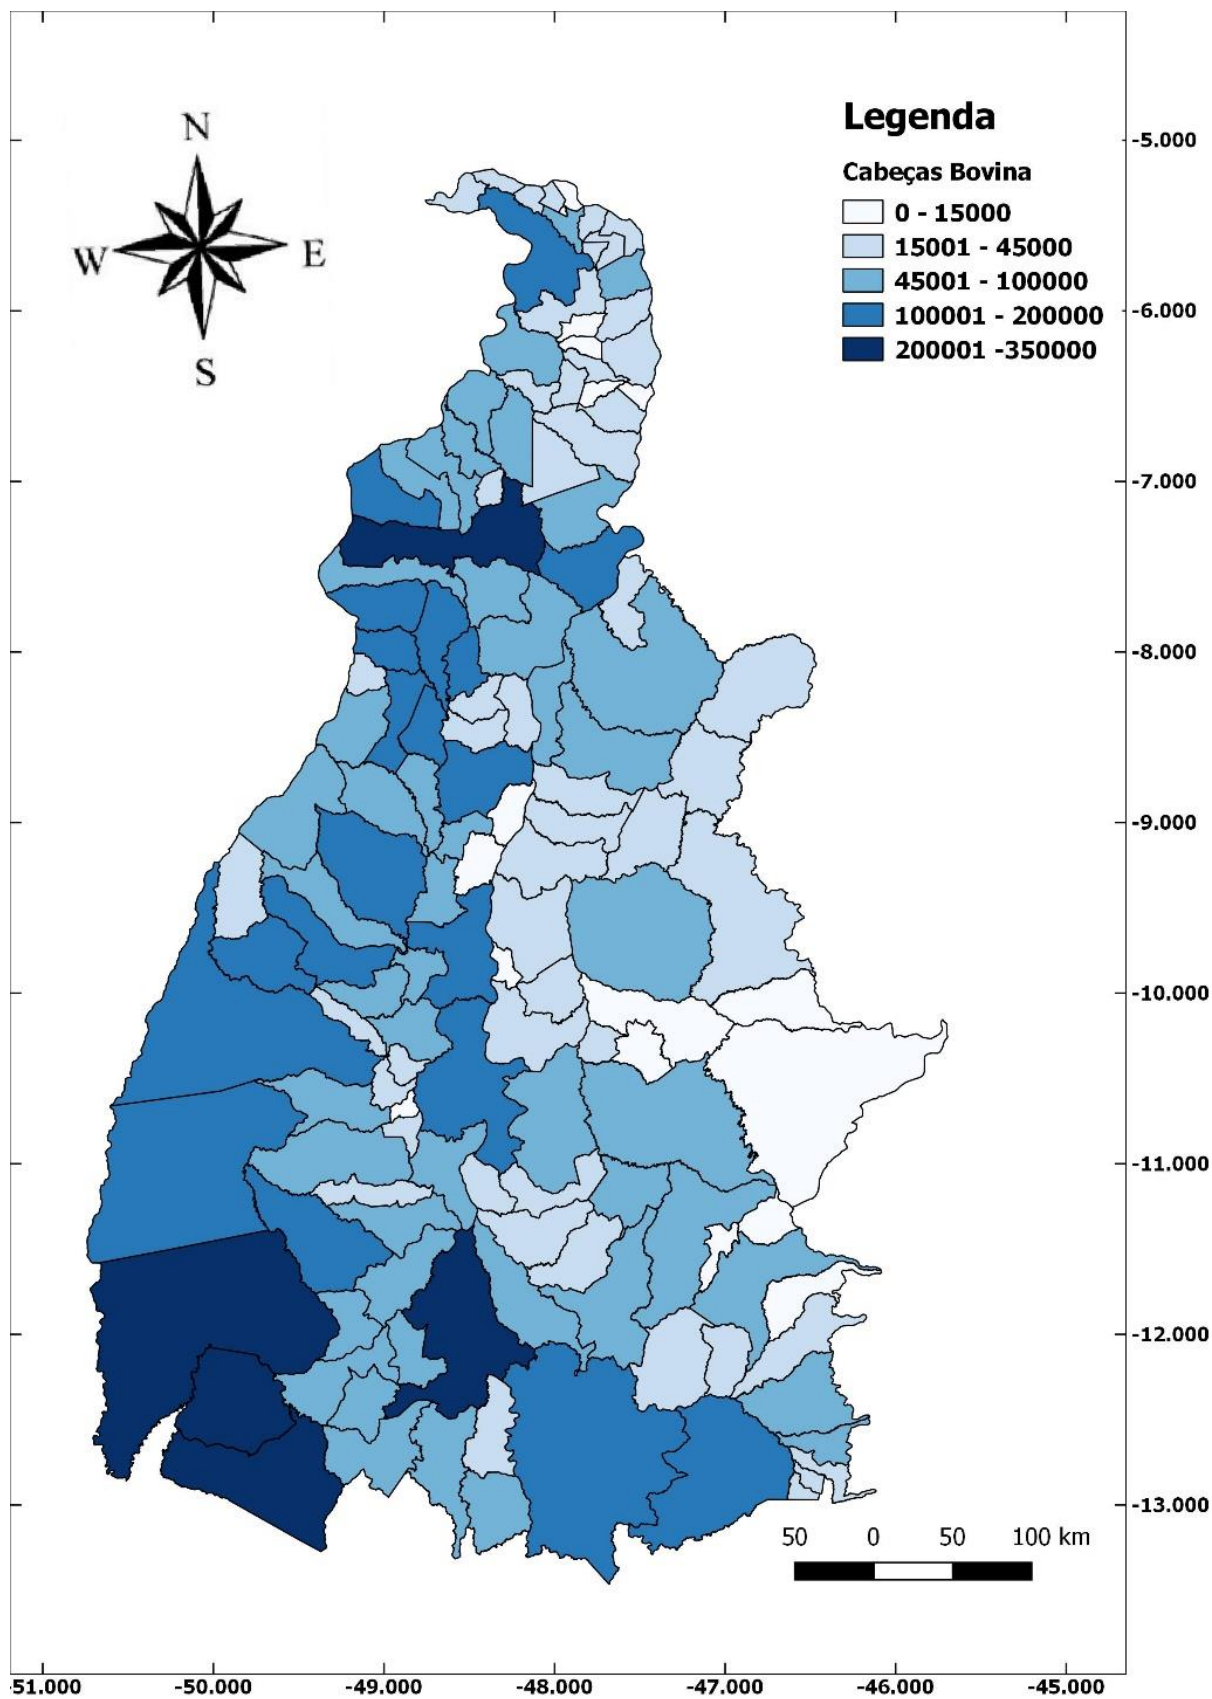 N
W
E
S
Legenda
Cabeças Bovina
0 - 15000
15001 - 45000
45001 - 100000
100001 - 200000
200001 -350000
-5.000
-6.000
-7.000
-8.000
-9.000
-10.000
-11.000
-12.000
-13.000
50 0 50 100 km
-51.000 -50.000 -49.000 -48.000 -47.000 -46.000 -45.000